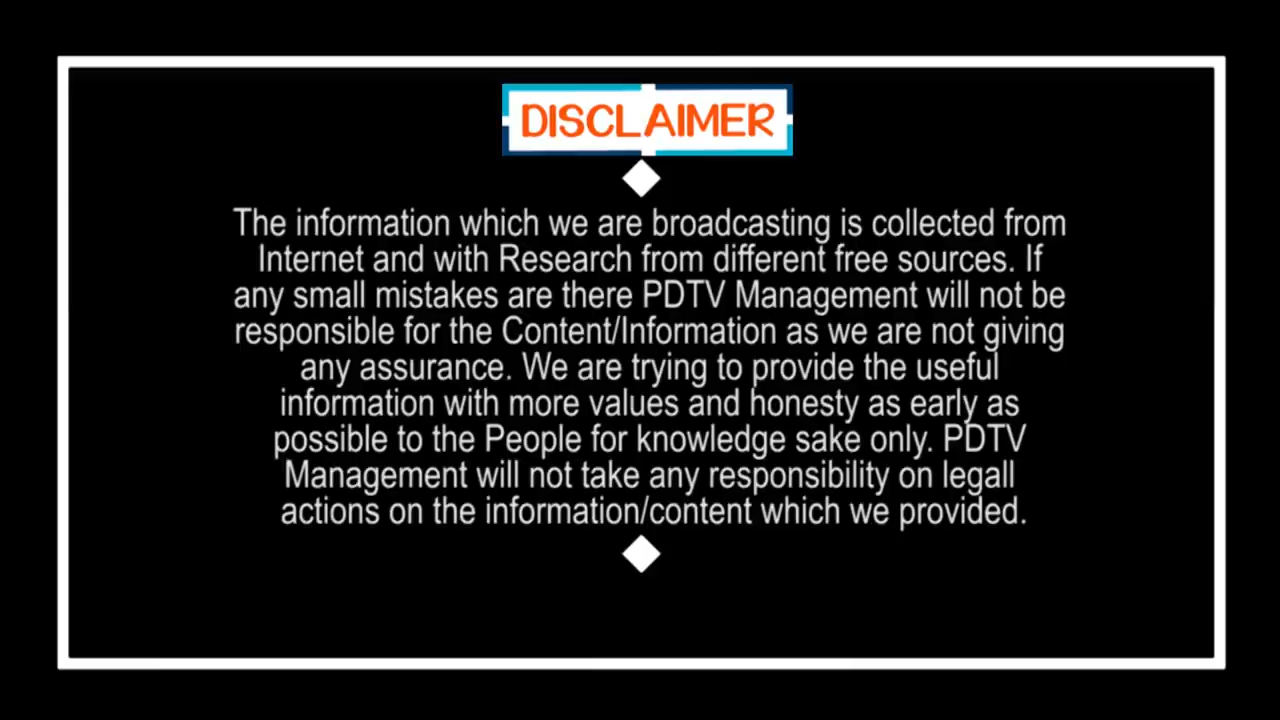 DISCLAIMER
The information which we are broadcasting is collected from
Internet and with Research from different free sources. If
any small mistakes are there PDTV Management will not be
responsible for the Content/Information as we are not giving
any assurance. We are trying to provide the useful
information with more values and honesty as early as
possible to the People for knowledge sake only. PDTV
Management will not take any responsibility on legall
actions on the information/content which we provided.